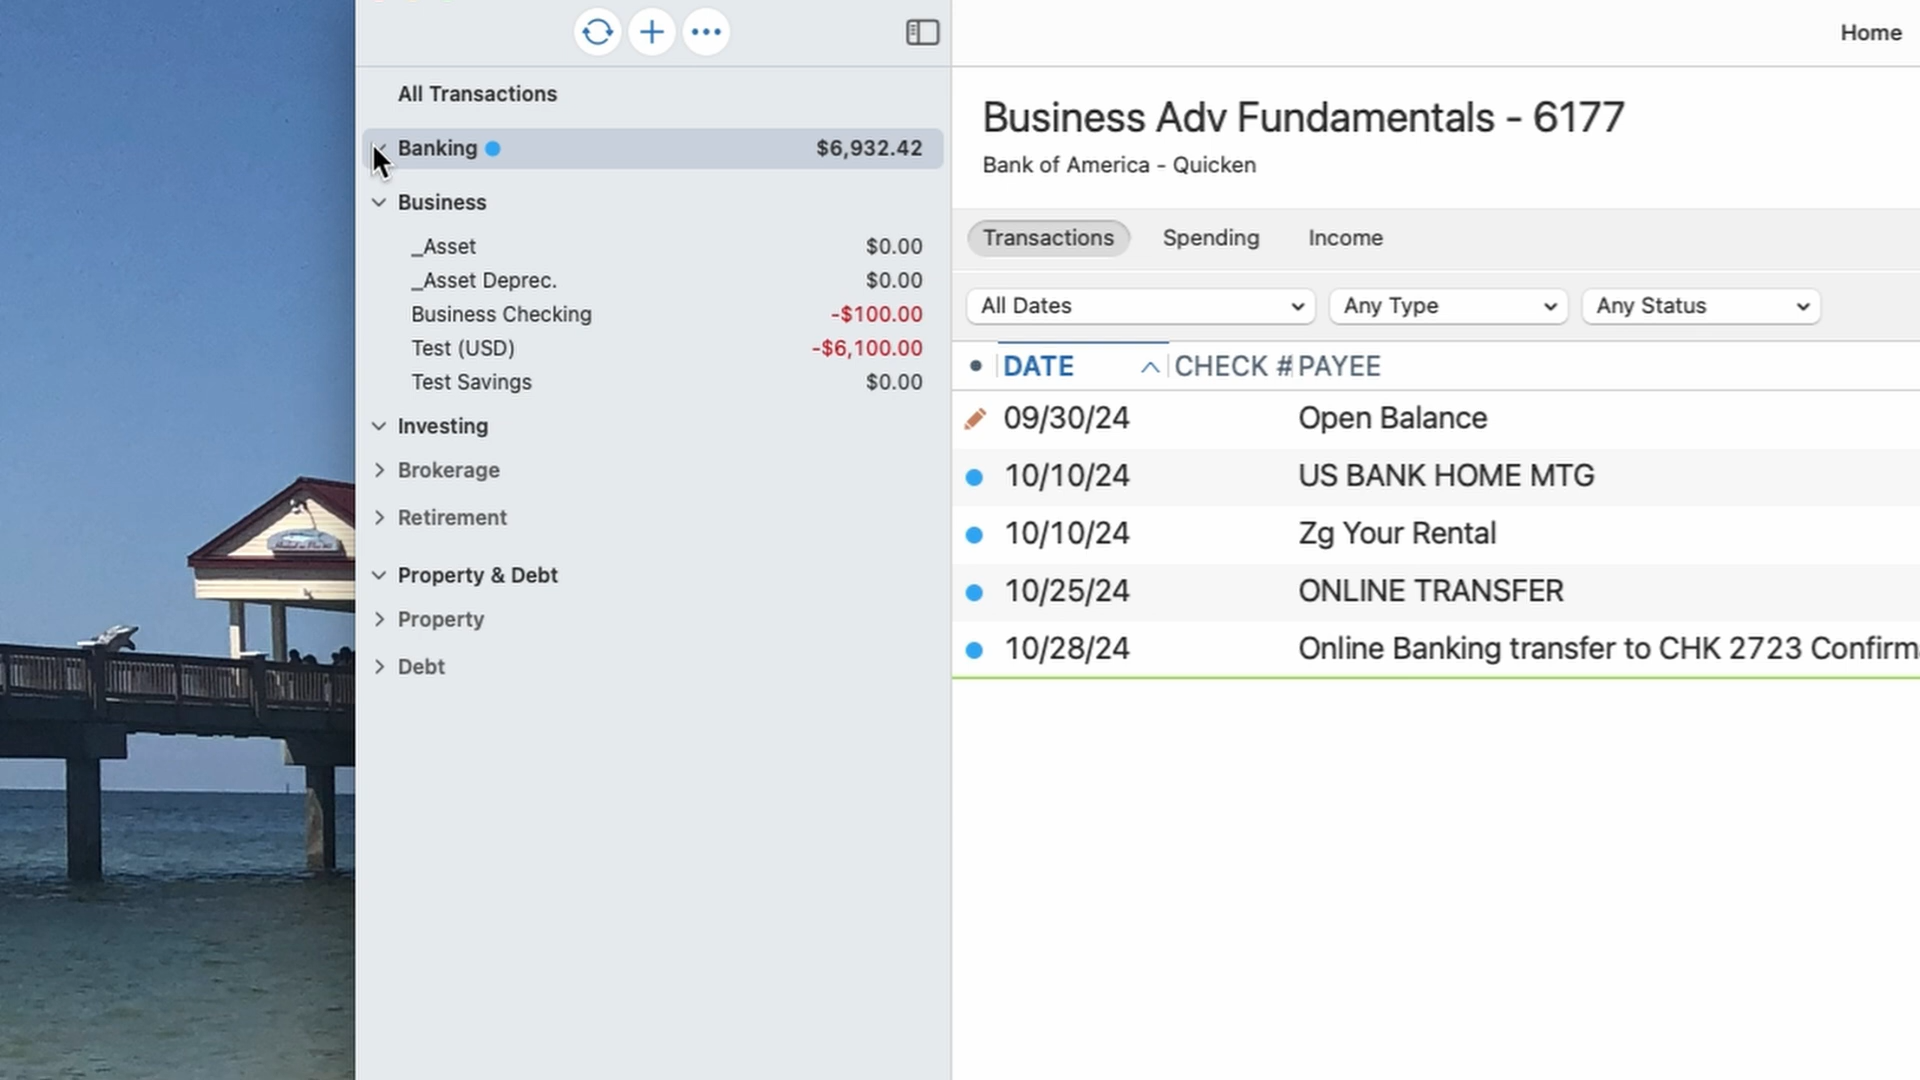 Home
All Transactions
Banking $6,932.42
Business
_Asset $0.00
_Asset Deprec. $0.00
Business Checking -$100.00
Test (USD) -$6,100.00
Test Savings $0.00
Investing
Brokerage
Retirement
Property & Debt
Property
Debt
Business Adv Fundamentals - 6177
Bank of America - Quicken
Transactions Spending Income
All Dates Any Type Any Status
DATE CHECK # PAYEE
09/30/24 Open Balance
10/10/24 US BANK HOME MTG
10/10/24 Zg Your Rental
10/25/24 ONLINE TRANSFER
10/28/24 Online Banking transfer to CHK 2723 Confirm